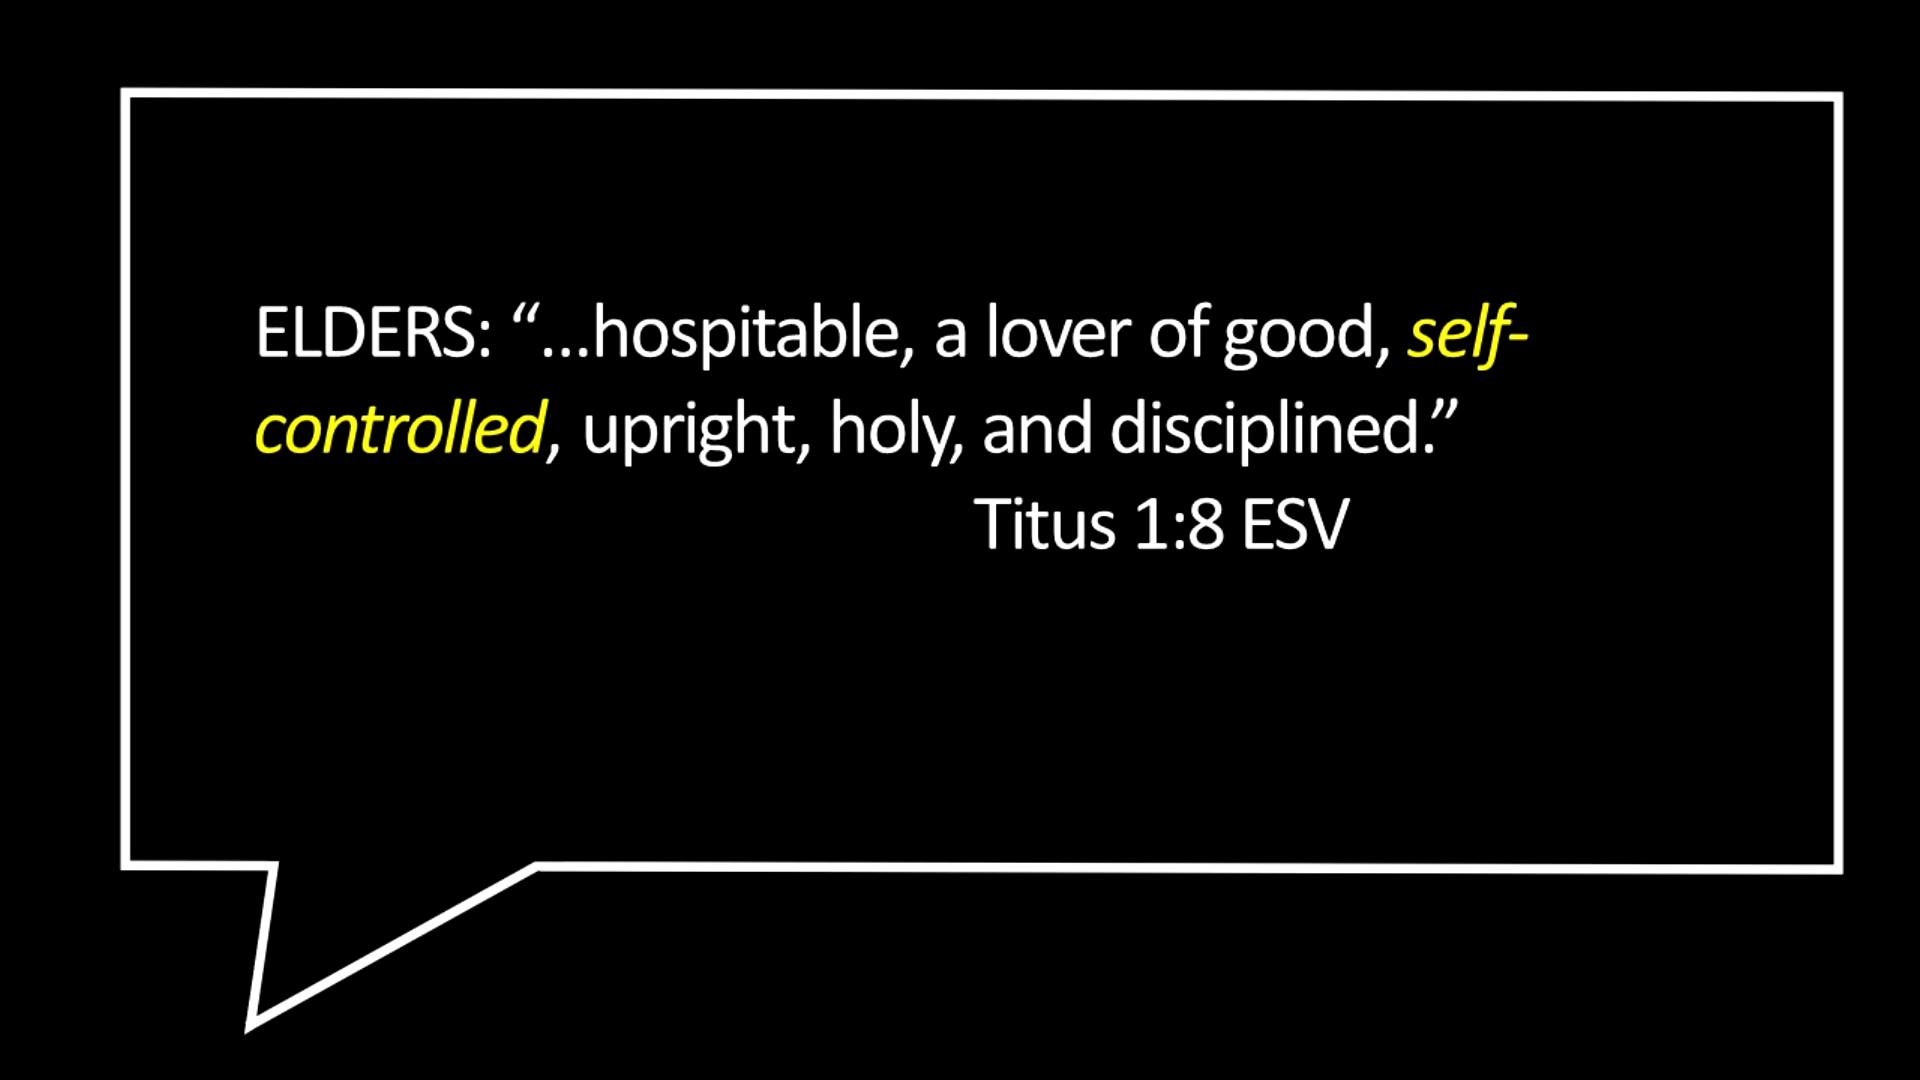 ELDERS: “…hospitable, a lover of good, self-
controlled, upright, holy, and disciplined.”
Titus 1:8 ESV